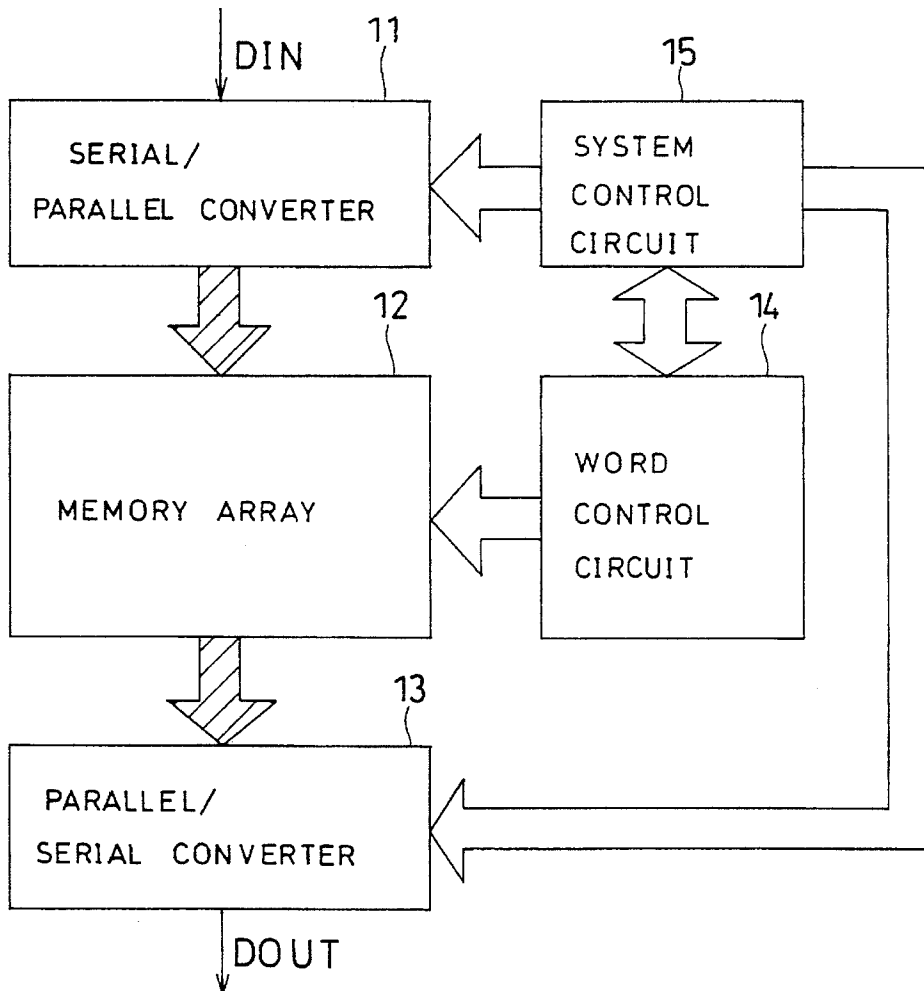 DIN
11
SERIAL/
PARALLEL CONVERTER
15
SYSTEM
CONTROL
CIRCUIT
12
MEMORY ARRAY
14
WORD
CONTROL
CIRCUIT
13
PARALLEL/
SERIAL CONVERTER
DOUT